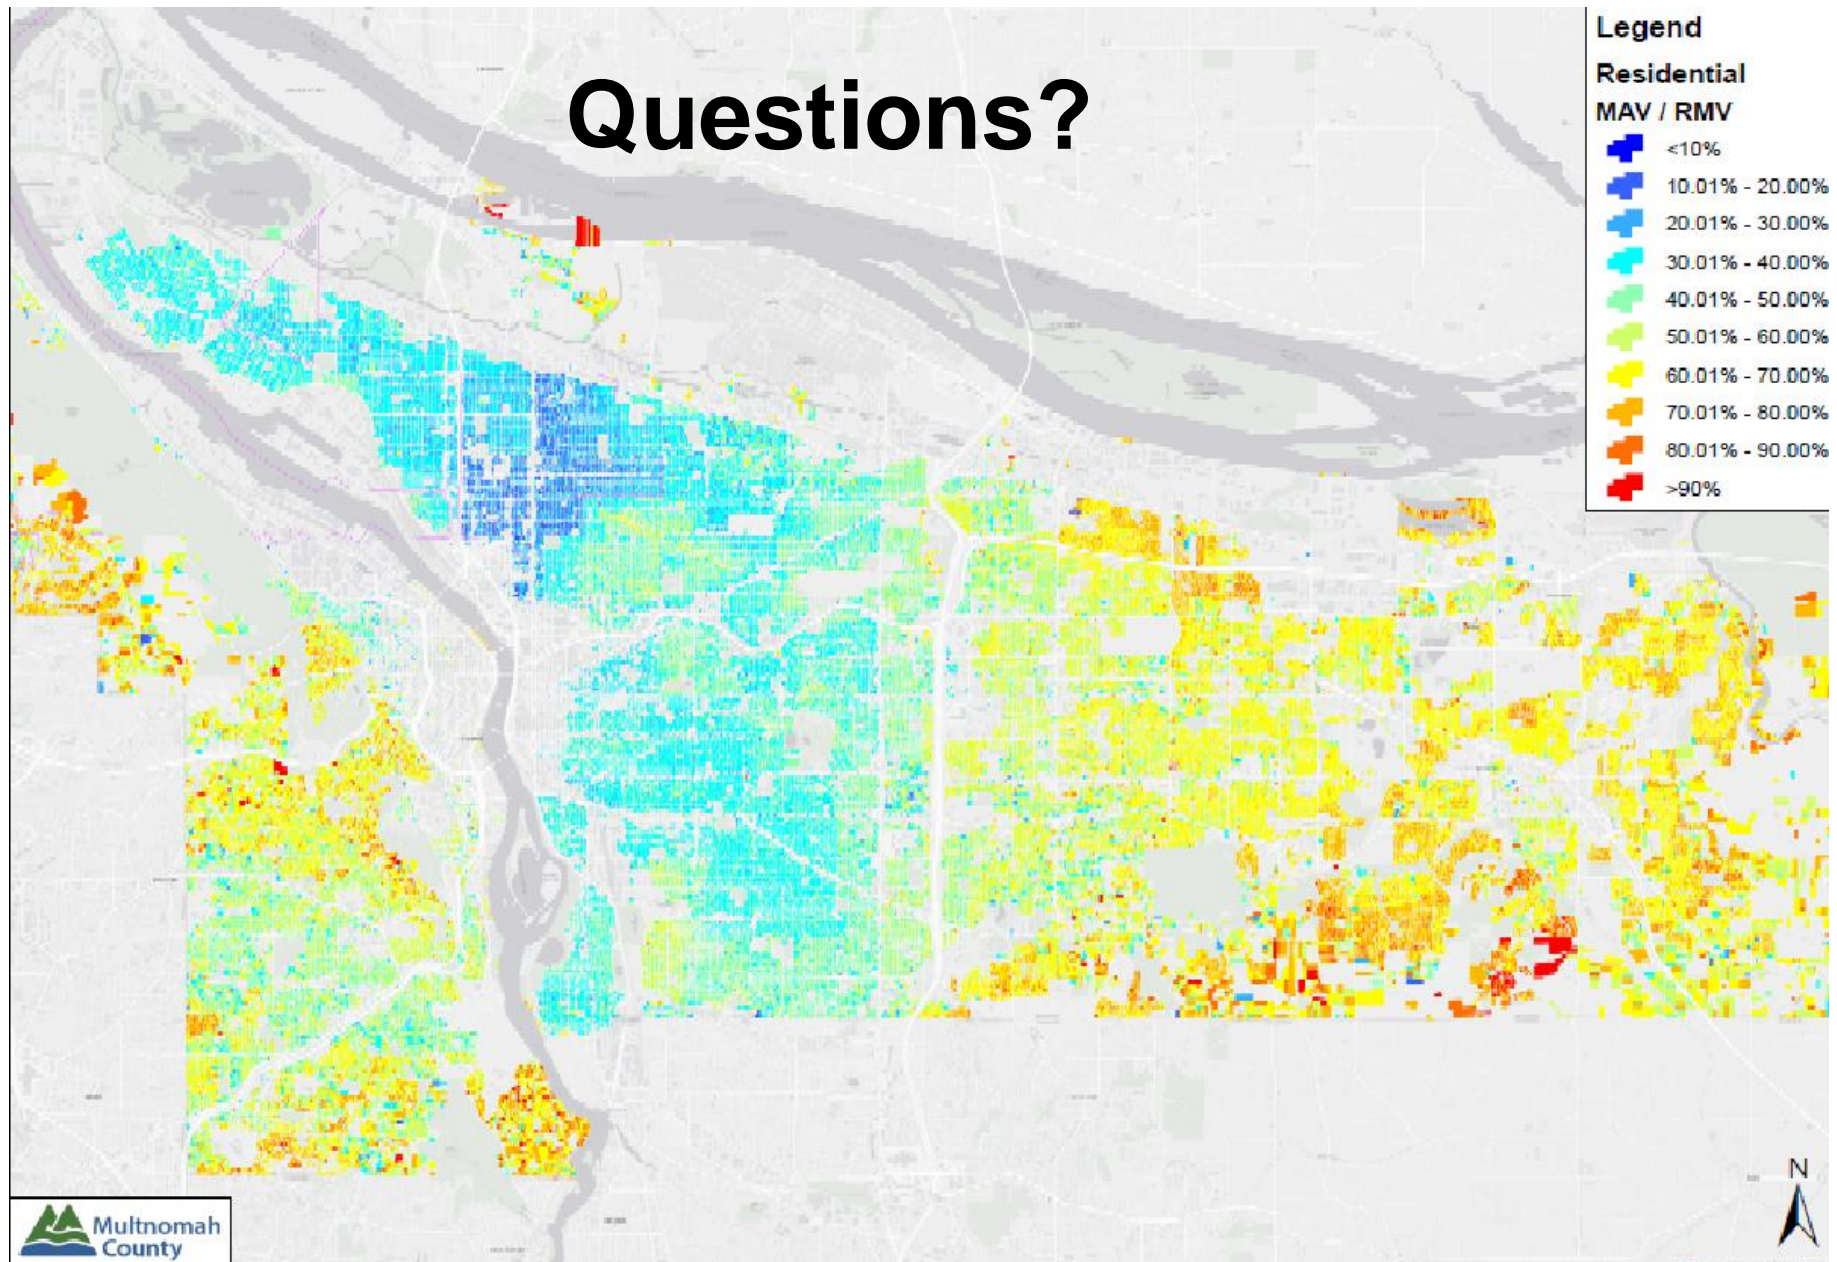 Questions?
Legend
Residential
MAV / RMV
<10%
10.01% - 20.00%
20.01% - 30.00%
30.01% - 40.00%
40.01% - 50.00%
50.01% - 60.00%
60.01% - 70.00%
70.01% - 80.00%
80.01% - 90.00%
>90%
N
Multnomah
County